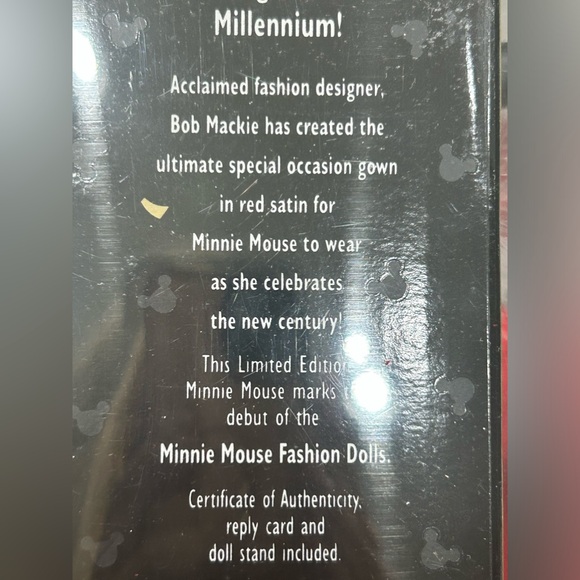 Millennium!
Acclaimed fashion designer,
Bob Mackie has created the
ultimate special occasion gown
in red satin for
Minnie Mouse to wear
as she celebrates
the new century!
This Limited Edition
Minnie Mouse marks
debut of the
Minnie Mouse Fashion Dolls.
Certificate of Authenticity,
reply card and
doll stand included.